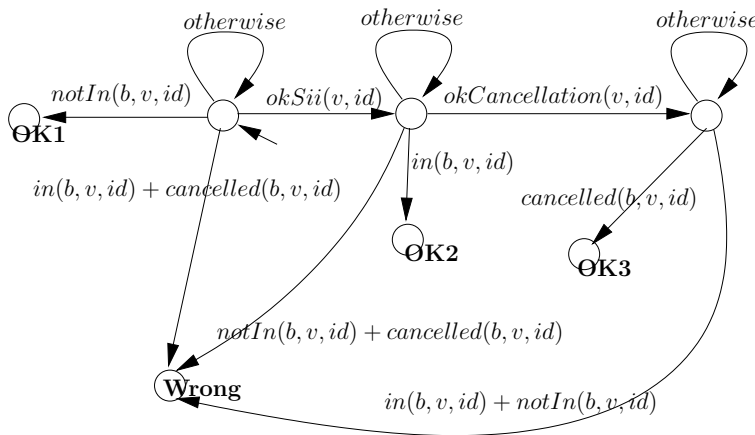 otherwise
otherwise
otherwise
notIn(b, v, id)
okSii(v, id)
okCancellation(v, id)
OK1
in(b, v, id)
in(b, v, id) + cancelled(b, v, id)
cancelled(b, v, id)
OK2
OK3
notIn(b, v, id) + cancelled(b, v, id)
Wrong
in(b, v, id) + notIn(b, v, id)